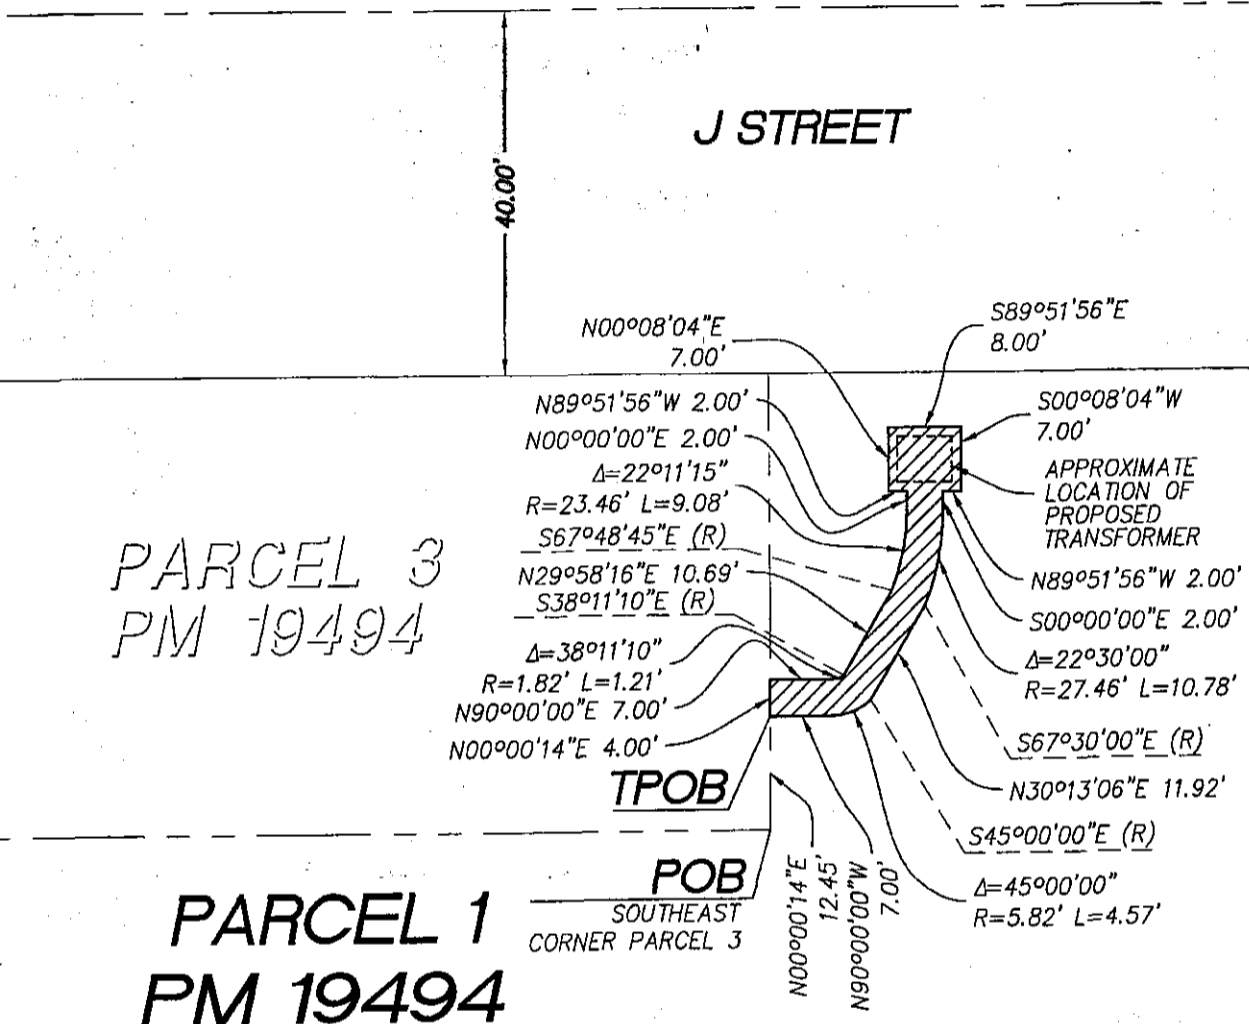 J STREET
40.00'
N00°08'04"E
7.00'
S89°51'56"E
8.00'
N89°51'56"W 2.00'
N00°00'00"E 2.00'
Δ=22°11'15"
R=23.46' L=9.08'
S67°48'45"E (R)
N29°58'16"E 10.69'
S38°11'10"E (R)
Δ=38°11'10"
R=1.82' L=1.21'
N90°00'00"E 7.00'
N00°00'14"E 4.00'
S00°08'04"W
7.00'
APPROXIMATE
LOCATION OF
PROPOSED
TRANSFORMER
N89°51'56"W 2.00'
S00°00'00"E 2.00'
Δ=22°30'00"
R=27.46' L=10.78'
S67°30'00"E (R)
N30°13'06"E 11.92'
S45°00'00"E (R)
Δ=45°00'00"
R=5.82' L=4.57'
PARCEL 3
PM 19494
TPOB
POB
SOUTHEAST
CORNER PARCEL 3
N00°00'14"E
12.45'
N90°00'00"W
7.00'
PARCEL 1
PM 19494